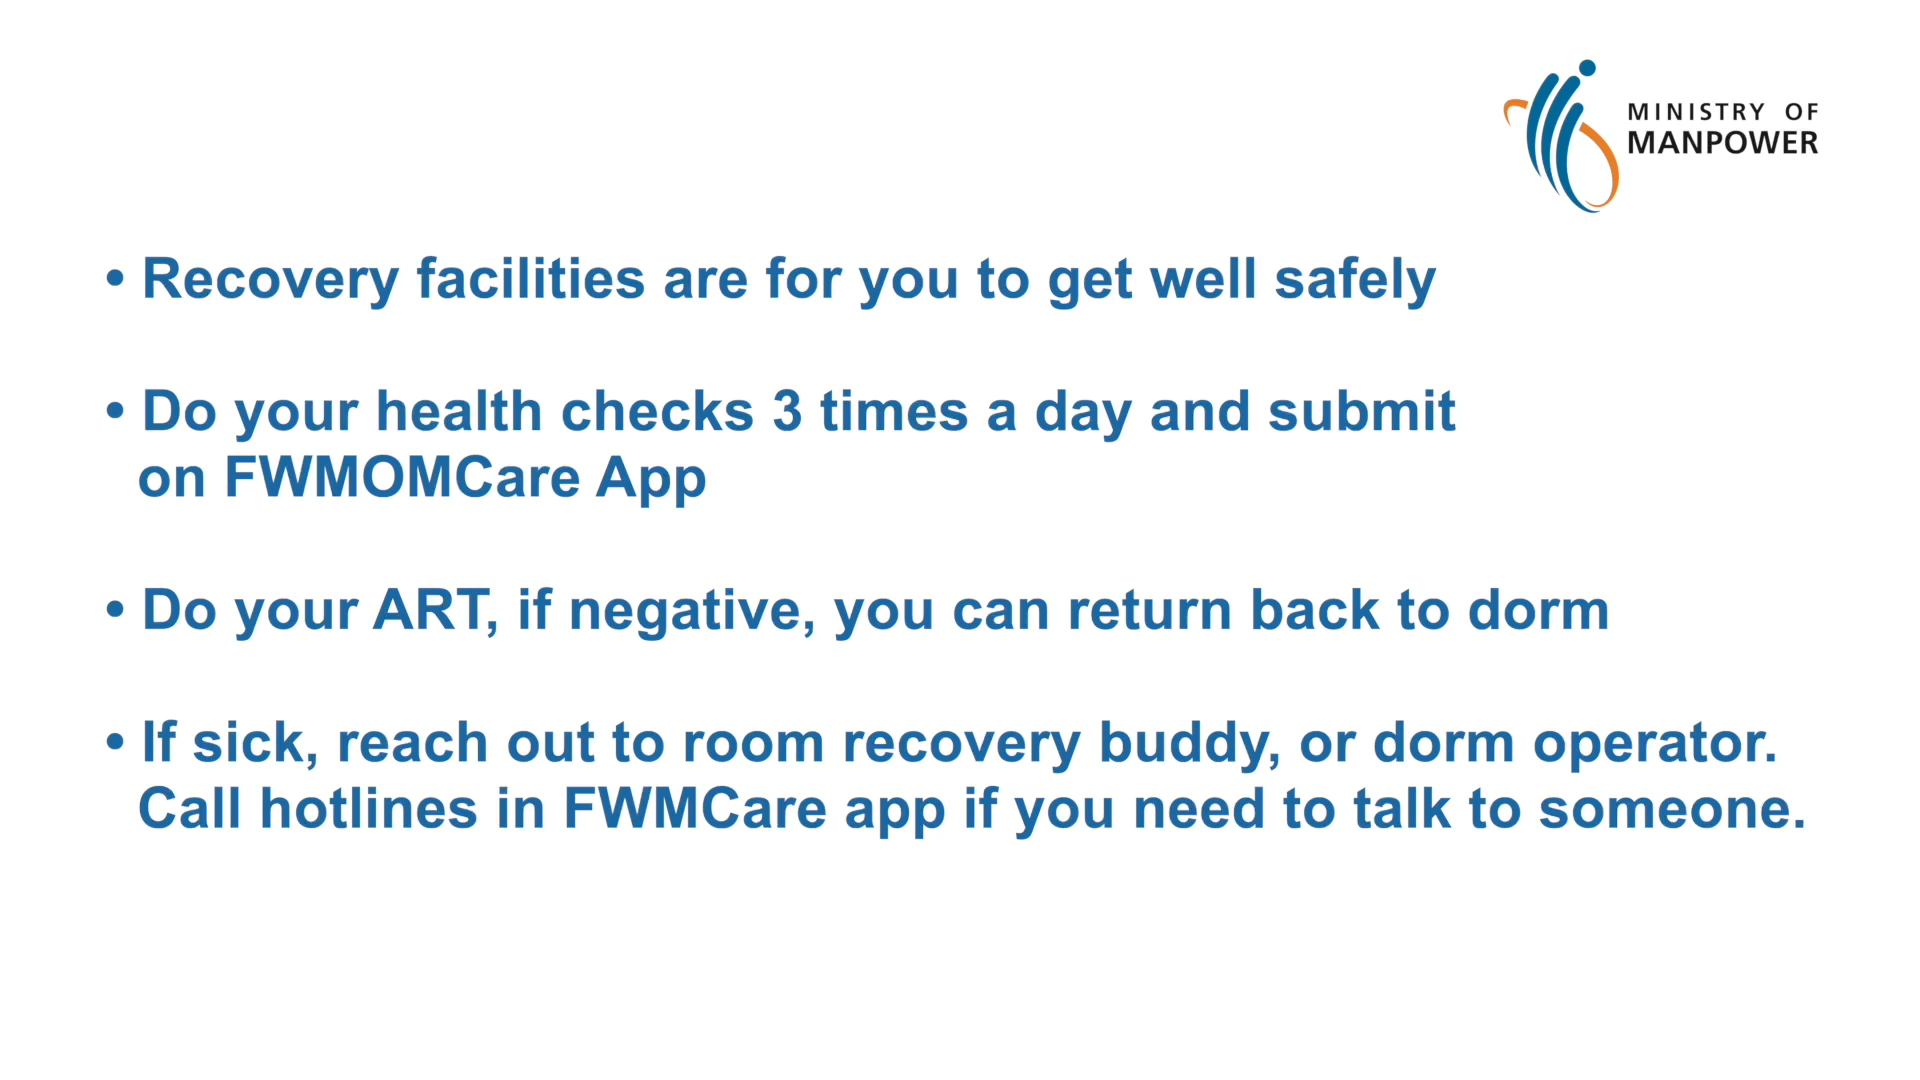 MINISTRY OF
MANPOWER
• Recovery facilities are for you to get well safely
• Do your health checks 3 times a day and submit
on FWMOMCare App
• Do your ART, if negative, you can return back to dorm
• If sick, reach out to room recovery buddy, or dorm operator.
Call hotlines in FWMCare app if you need to talk to someone.